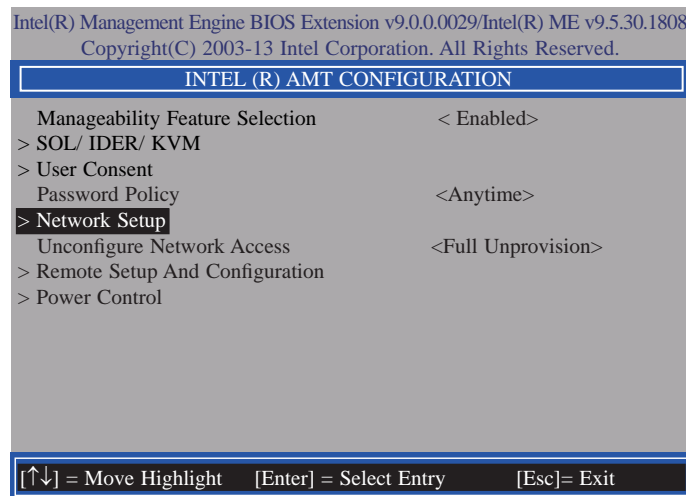 Intel(R) Management Engine BIOS Extension v9.0.0.0029/Intel(R) ME v9.5.30.1808
Copyright(C) 2003-13 Intel Corporation. All Rights Reserved.
INTEL (R) AMT CONFIGURATION
Manageability Feature Selection < Enabled>
> SOL/ IDER/ KVM
> User Consent
Password Policy <Anytime>
> Network Setup
Unconfigure Network Access <Full Unprovision>
> Remote Setup And Configuration
> Power Control
[↑↓] = Move Highlight [Enter] = Select Entry [Esc]= Exit